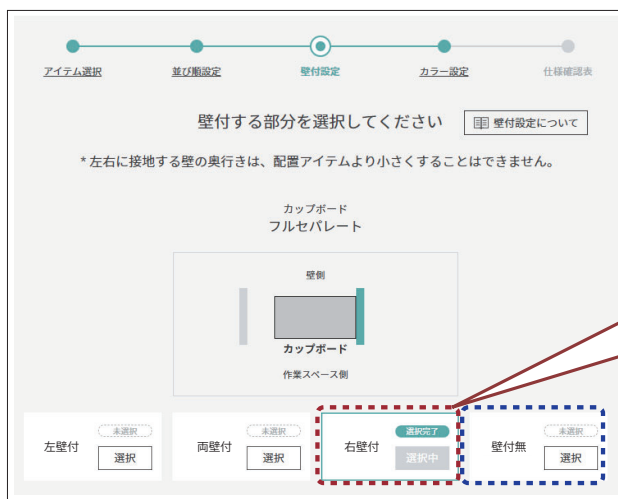 アイテム選択 並び順設定 壁付設定 カラー設定 仕様確認表
壁付する部分を選択してください 壁付設定について
*左右に接地する壁の奥行きは、配置アイテムより小さくすることはできません。
カップボード
フルセパレート
壁側
カップボード
作業スペース側
左壁付 未選択 選択
両壁付 未選択 選択
右壁付 選択完了 選択中
壁付無 未選択 選択